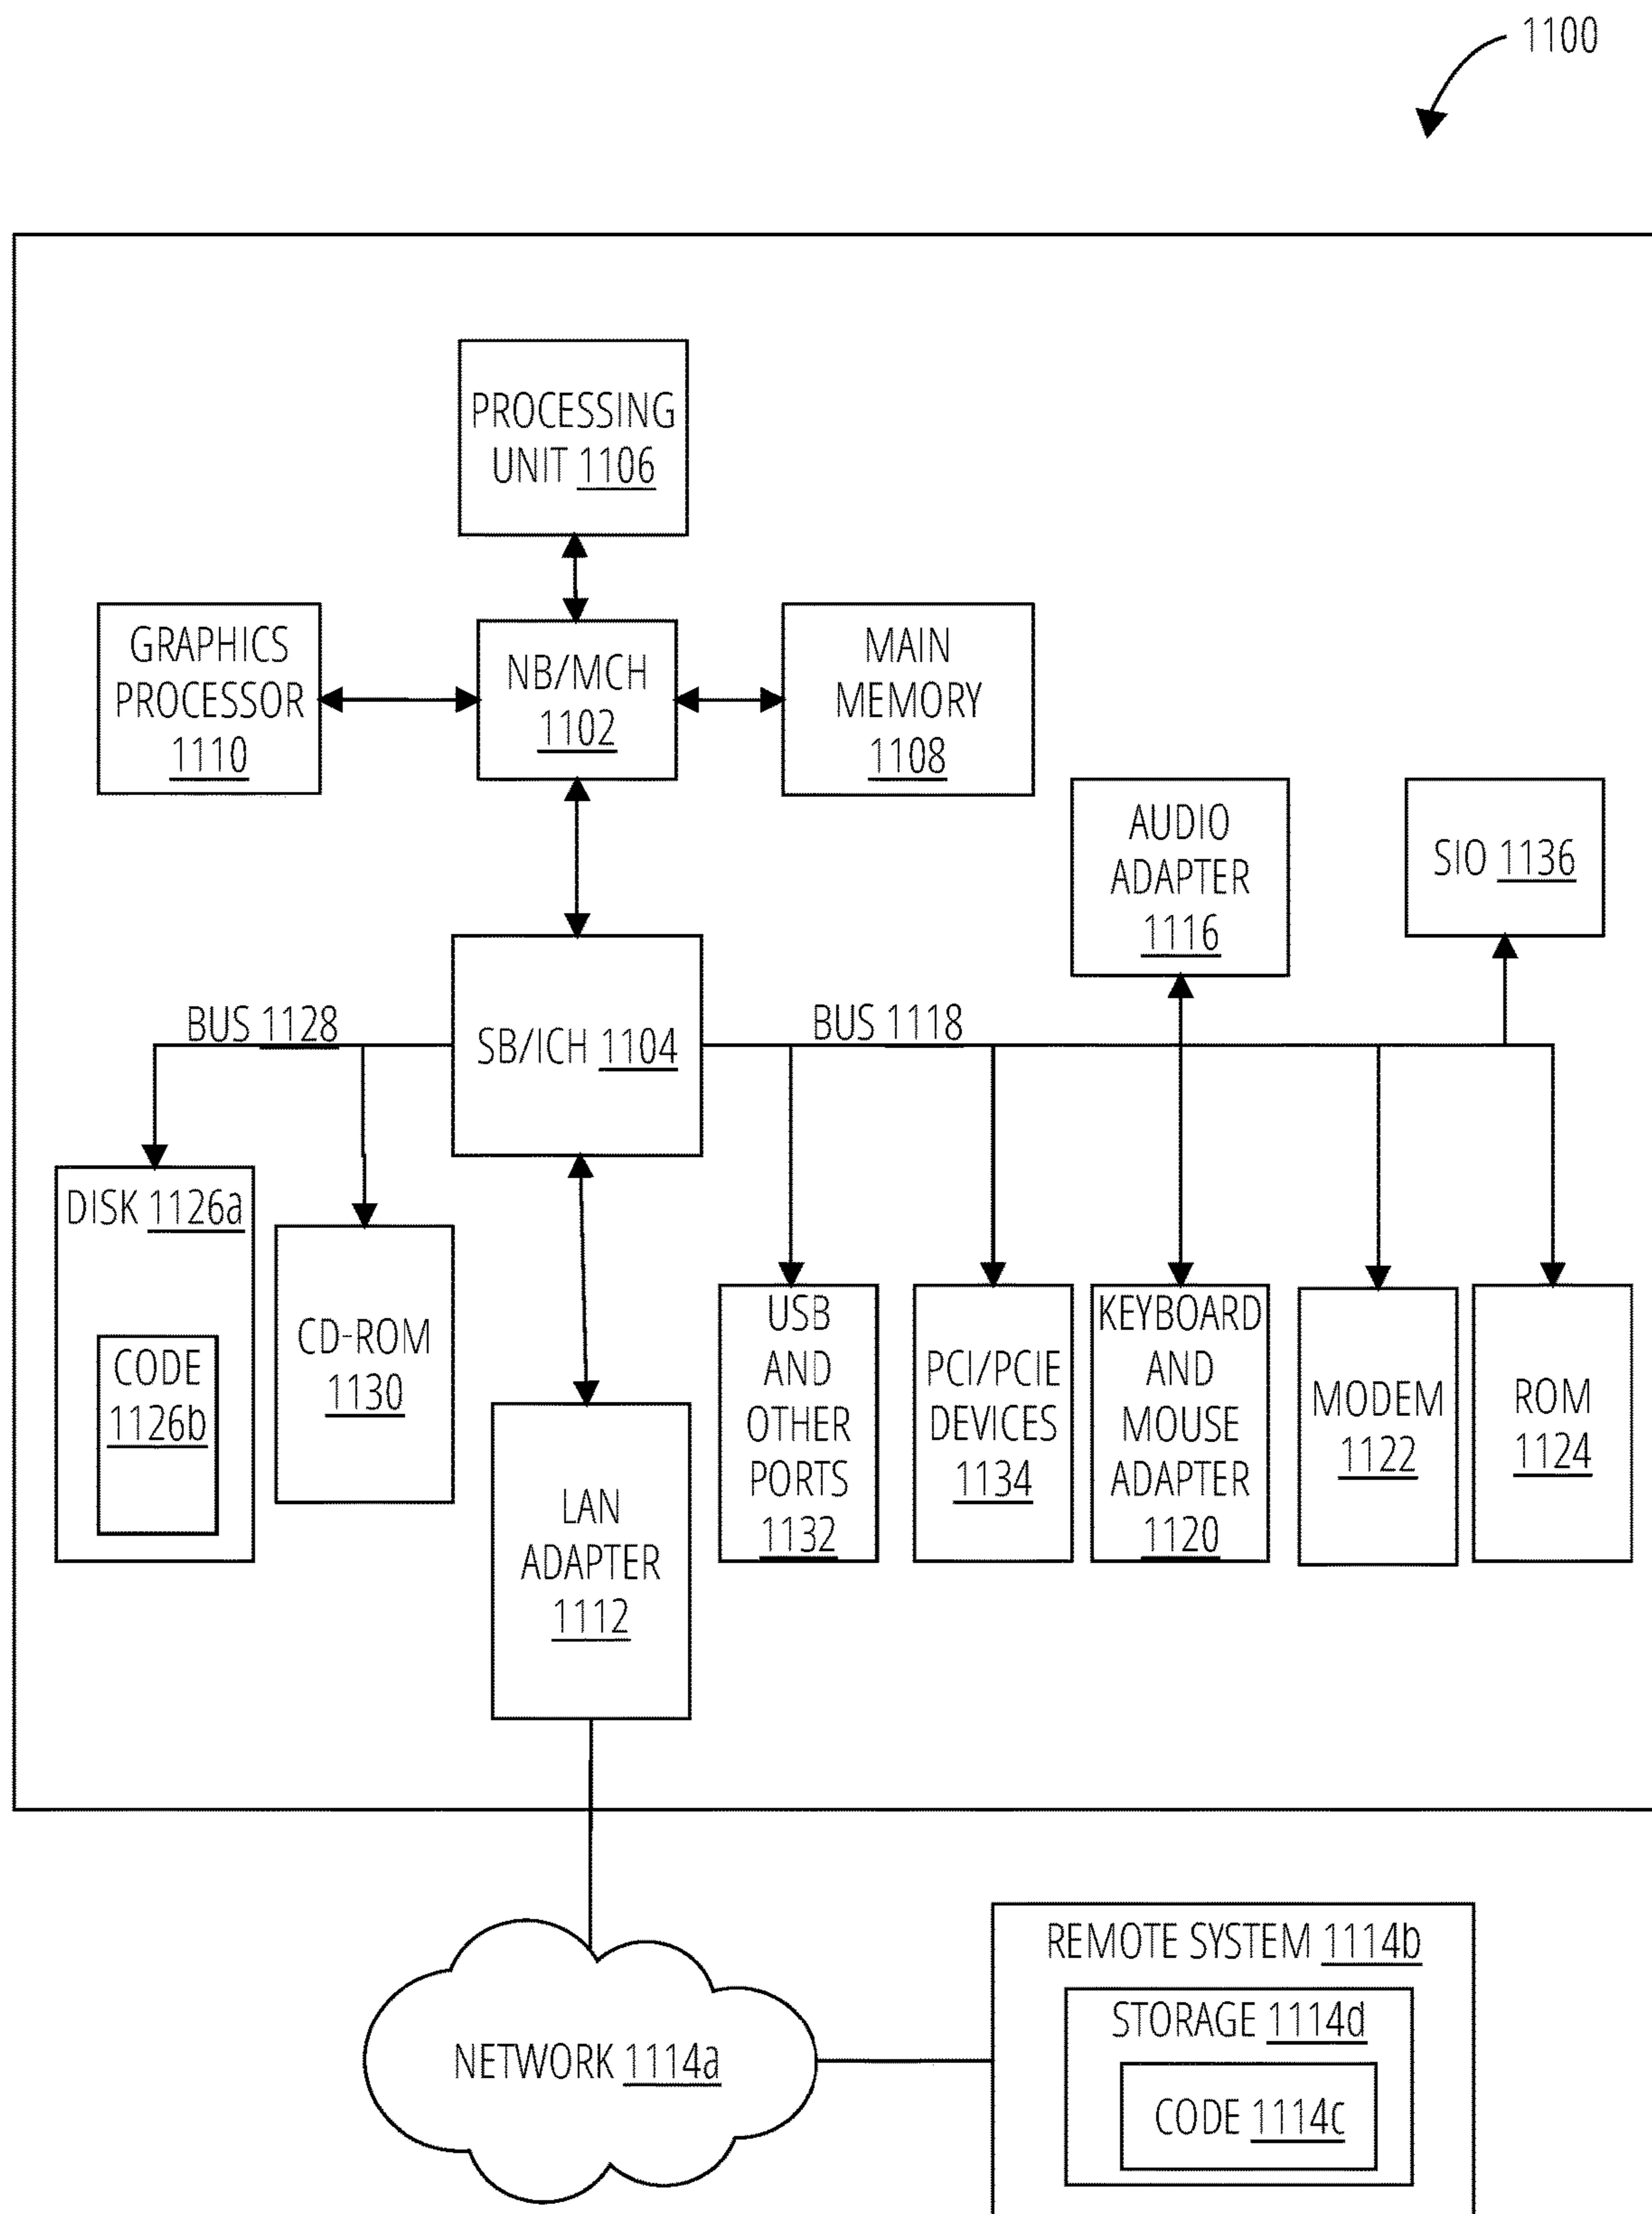 1100
PROCESSING
UNIT 1106
GRAPHICS
PROCESSOR
1110
NB/MCH
1102
MAIN
MEMORY
1108
AUDIO
ADAPTER
1116
SIO 1136
BUS 1128
SB/ICH 1104
BUS 1118
DISK 1126a
CODE
1126b
CD-ROM
1130
LAN
ADAPTER
1112
USB
AND
OTHER
PORTS
1132
PCI/PCIE
DEVICES
1134
KEYBOARD
AND
MOUSE
ADAPTER
1120
MODEM
1122
ROM
1124
NETWORK 1114a
REMOTE SYSTEM 1114b
STORAGE 1114d
CODE 1114c